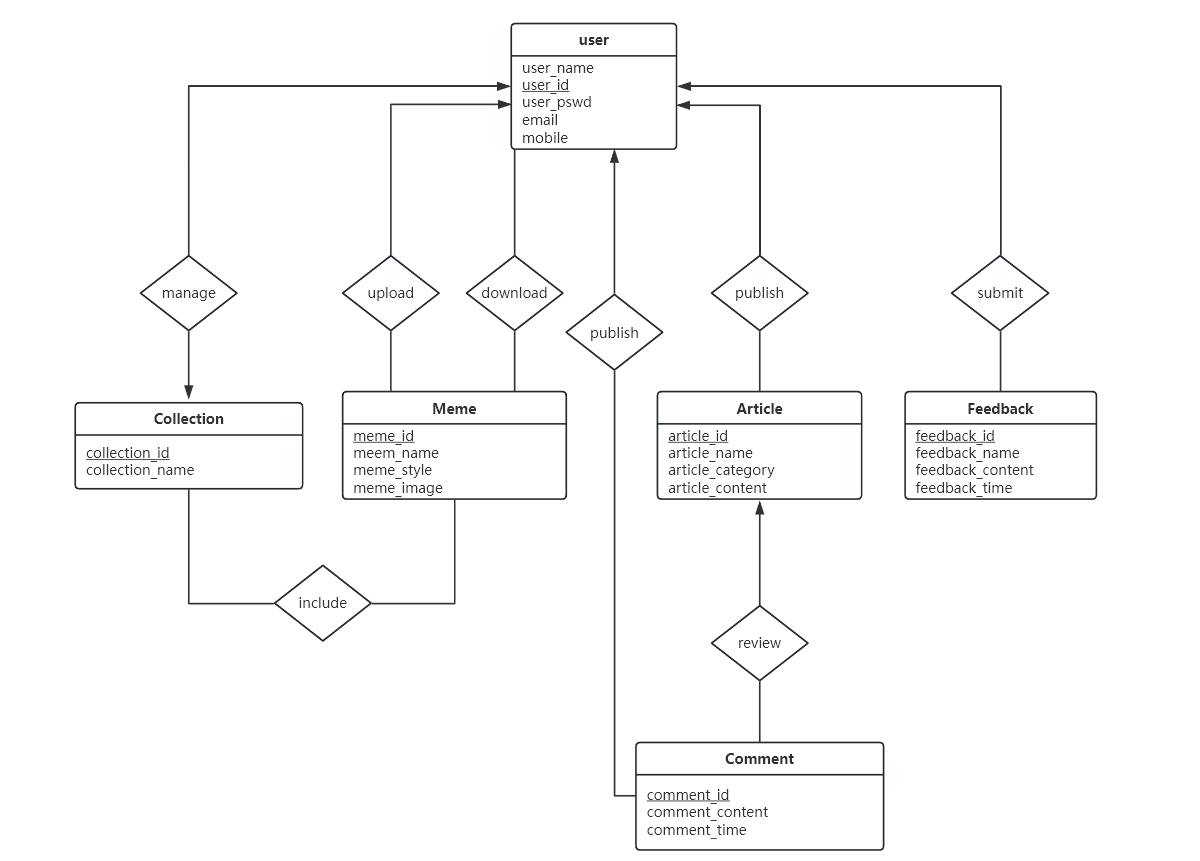 user
user_name
user_id
user_pswd
email
mobile
manage
upload
download
publish
publish
submit
Collection
collection_id
collection_name
Meme
meme_id
meem_name
meme_style
meme_image
Article
article_id
article_name
article_category
article_content
Feedback
feedback_id
feedback_name
feedback_content
feedback_time
include
review
Comment
comment_id
comment_content
comment_time